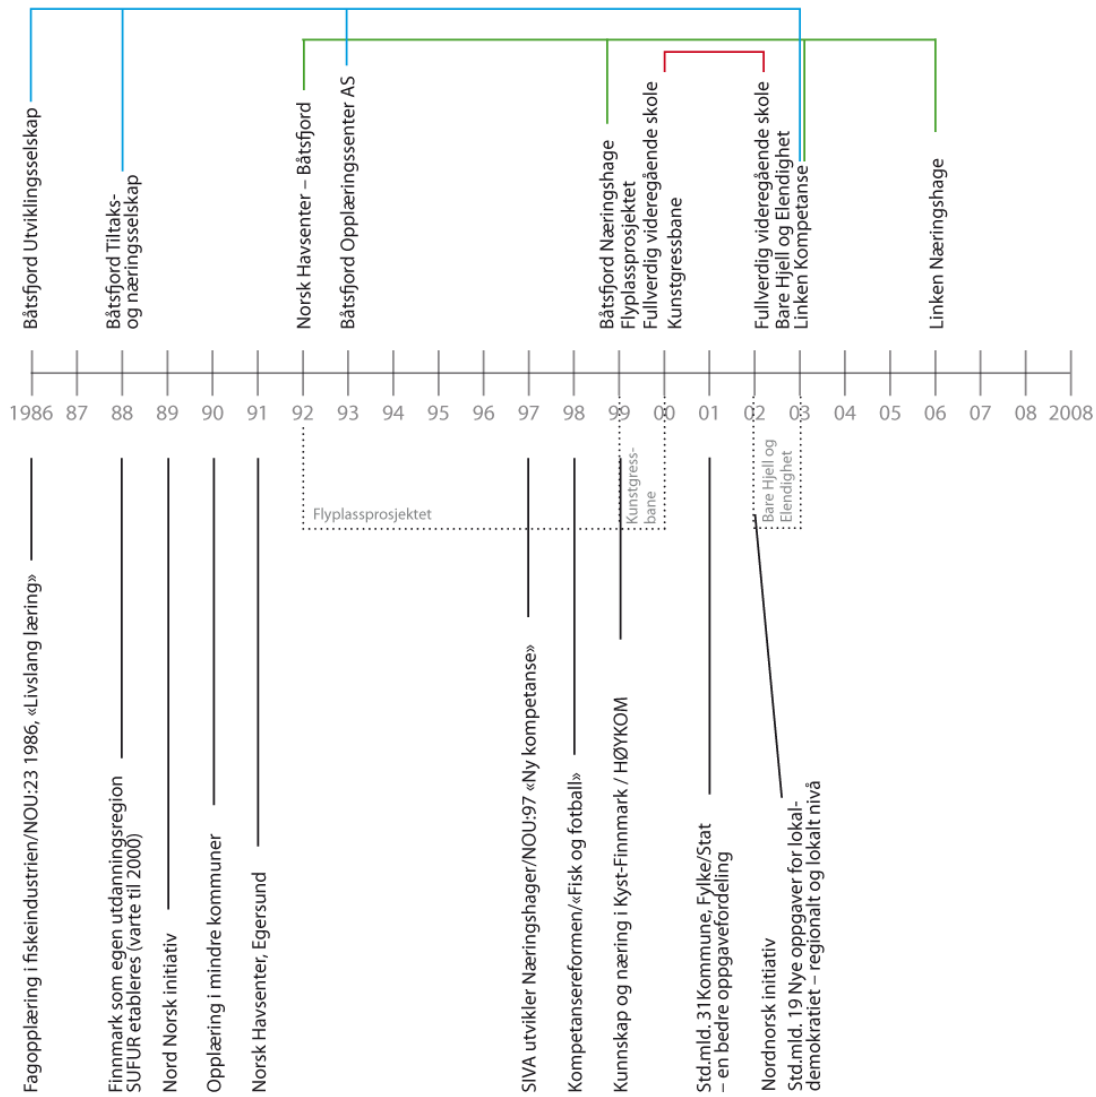 Båtsfjord Utviklingsselskap
Båtsfjord Tiltaks-
og næringsselskap
Norsk Havsenter – Båtsfjord
Båtsfjord Opplæringssenter AS
Båtsfjord Næringshage
Flyplassprosjektet
Fullverdig videregående skole
Kunstgressbane
Fullverdig videregående skole
Bare Hjell og Elendighet
Linken Kompetanse
Linken Næringshage
1986 87 88 89 90 91 92 93 94 95 96 97 98 99 00 01 02 03 04 05 06 07 08 2008
Flyplassprosjektet
Kunstgress-
bane
Bare Hjell og
Elendighet
Fagopplæring i fiskeindustrien/NOU:23 1986, «Livslang læring»
Finnmark som egen utdanningsregion
SUFUR etableres (varte til 2000)
Nord Norsk initiativ
Opplæring i mindre kommuner
Norsk Havsenter, Egersund
SIVA utvikler Næringshager/NOU:97 «Ny kompetanse»
Kompetansereformen/«Fisk og fotball»
Kunnskap og næring i Kyst-Finnmark / HØYKOM
Std.mld. 31Kommune, Fylke/Stat
– en bedre oppgavefordeling
Nordnorsk initiativ
Std.mld. 19 Nye oppgaver for lokal-
demokratiet – regionalt og lokalt nivå